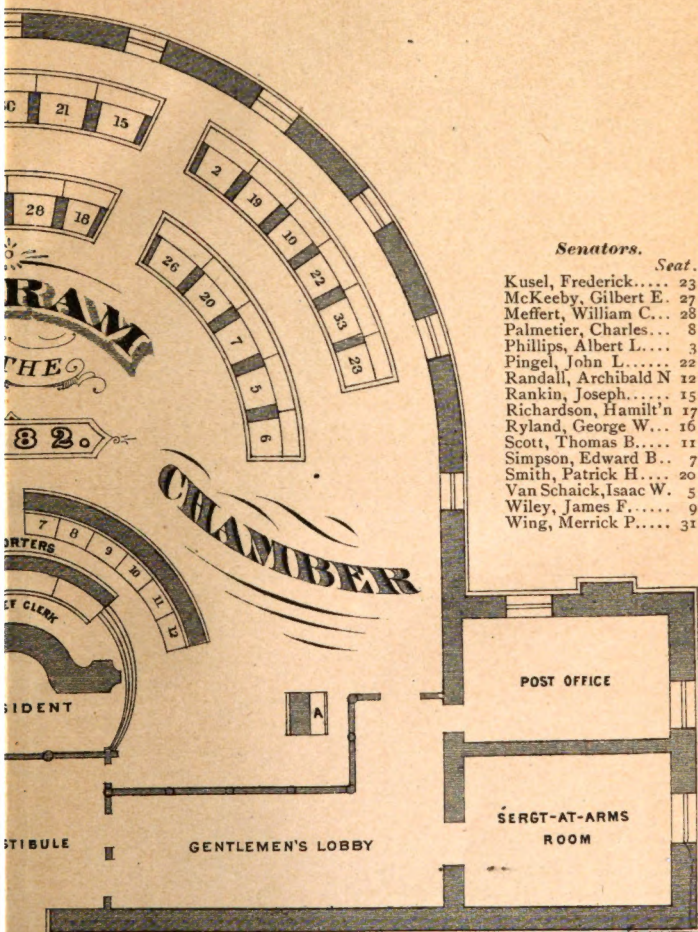 21 15
2 19 10 22 33 23
28 18
26 20 7 5 6
THE
82.
CHAMBER
7 8 9 10 11 12
Senators.
Seat.
Kusel, Frederick..... 23
McKeeby, Gilbert E. 27
Meffert, William C... 28
Palmetier, Charles... 8
Phillips, Albert L.... 3
Pingel, John L...... 22
Randall, Archibald N 12
Rankin, Joseph...... 15
Richardson, Hamilt'n 17
Ryland, George W... 16
Scott, Thomas B..... 11
Simpson, Edward B.. 7
Smith, Patrick H.... 20
Van Schaick,Isaac W. 5
Wiley, James F...... 9
Wing, Merrick P..... 31
CLERK
POST OFFICE
A
SERGT-AT-ARMS
ROOM
GENTLEMEN'S LOBBY